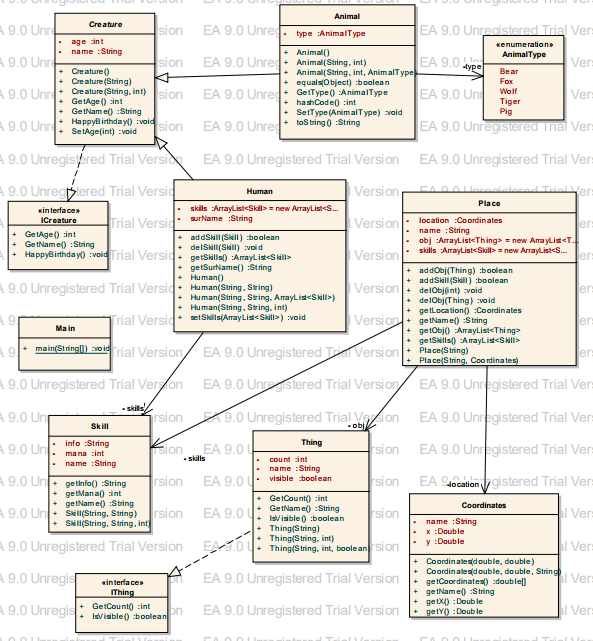 Creature
- age :int
- name :String
+ Creature()
+ Creature(String)
+ Creature(String, int)
+ GetAge() :int
+ GetName() :String
+ HappyBirthday() :void
+ SetAge(int) :void
Animal
- type :AnimalType
+ Animal()
+ Animal(String, int)
+ Animal(String, int, AnimalType)
+ equals(Object) :boolean
+ GetType() :AnimalType
+ hashCode() :int
+ SetType(AnimalType) :void
+ toString() :String
-type
«enumeration»
AnimalType
Bear
Fox
Wolf
Tiger
Pig
«interface»
ICreature
+ GetAge() :int
+ GetName() :String
+ HappyBirthday() :void
Human
- skills :ArrayList<Skill> = new ArrayList<S...
- surName :String
+ addSkill(Skill) :boolean
+ delSkill(Skill) :void
+ getSkills() :ArrayList<Skill>
+ getSurName() :String
+ Human()
+ Human(String, String)
+ Human(String, String, ArrayList<Skill>)
+ Human(String, String, int)
+ setSkills(ArrayList<Skill>) :void
Place
- location :Coordinates
- name :String
- obj :ArrayList<Thing> = new ArrayList<T...
- skills :ArrayList<Skill> = new ArrayList<S...
+ addObj(Thing) :boolean
+ addSkill(Skill) :boolean
+ delObj(int) :void
+ delObj(Thing) :void
+ getLocation() :Coordinates
+ getName() :String
+ getObj() :ArrayList<Thing>
+ getSkills() :ArrayList<Skill>
+ Place(String)
+ Place(String, Coordinates)
Main
+ main(String[]) :void
- skills
- skills
- obj
-location
Skill
- info :String
- mana :int
- name :String
+ getInfo() :String
+ getMana() :int
+ getName() :String
+ Skill(String, String)
+ Skill(String, String, int)
Thing
- count :int
- name :String
- visible :boolean
+ GetCount() :int
+ GetName() :String
+ IsVisible() :boolean
+ Thing(String)
+ Thing(String, int)
+ Thing(String, int, boolean)
Coordinates
- name :String
- x :Double
- y :Double
+ Coordinates(double, double)
+ Coordinates(double, double, String)
+ getCoordinates() :double[]
+ getName() :String
+ getX() :Double
+ getY() :Double
«interface»
IThing
+ GetCount() :int
+ IsVisible() :boolean
EA 9.0 Unregistered Trial Version